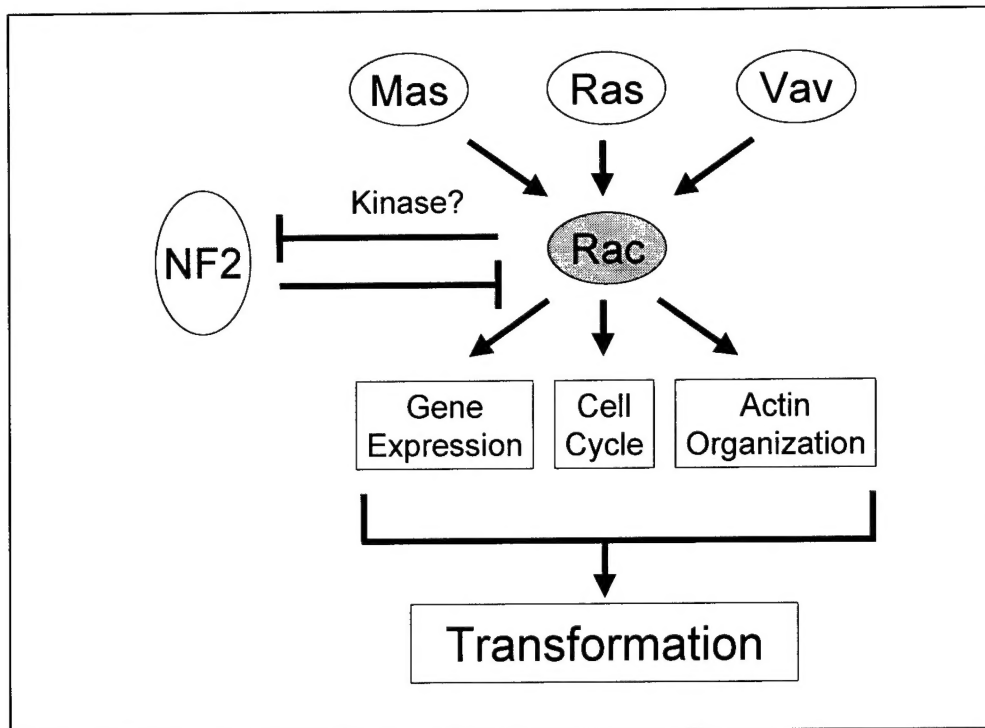 Mas
Ras
Vav
Kinase?
NF2
Rac
Gene
Expression
Cell
Cycle
Actin
Organization
Transformation